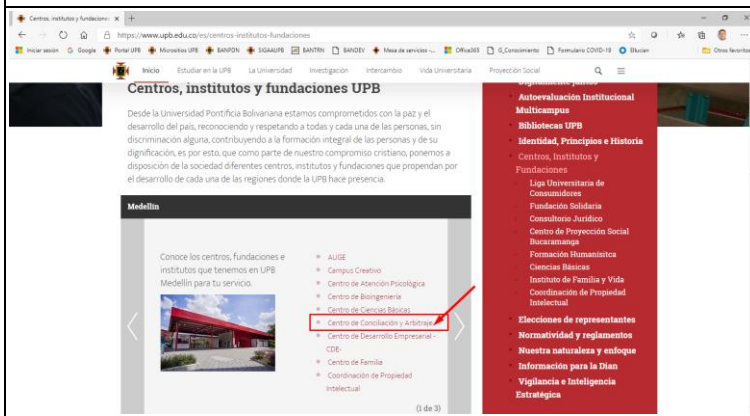 Centros, institutos y fundacione
https://www.upb.edu.co/es/centros-institutos-fundaciones
Iniciar sesión
Google
Portal UPB
Micrositios UPB
BANPDN
SIGAAUPB
BANTRN
BANDEV
Mesa de servicios -...
Office365
G_Conocimiento
Formulario COVID-19
Ellucian
Otros favoritos
Inicio
Estudiar en la UPB
La Universidad
Investigación
Intercambio
Vida Universitaria
Proyección Social
Centros, institutos y fundaciones UPB
Desde la Universidad Pontificia Bolivariana estamos comprometidos con la paz y el
desarrollo del país, reconociendo y respetando a todas y cada una de las personas, sin
discriminación alguna, contribuyendo a la formación integral de las personas y de su
dignificación, es por esto, que como parte de nuestro compromiso cristiano, ponemos a
disposición de la sociedad diferentes centros, institutos y fundaciones que propendan por
el desarrollo de cada una de las regiones donde la UPB hace presencia.
Medellín
Conoce los centros, fundaciones e
institutos que tenemos en UPB
Medellín para tu servicio.
AUGE
Campus Creativo
Centro de Atención Psicológica
Centro de Bioingeniería
Centro de Ciencias Básicas
Centro de Conciliación y Arbitraje
Centro de Desarrollo Empresarial -
CDE-
Centro de Familia
Coordinación de Propiedad
Intelectual
(1 de 3)
Autoevaluación Institucional
Multicampus
Bibliotecas UPB
Identidad, Principios e Historia
Centros, Institutos y
Fundaciones
Liga Universitaria de
Consumidores
Fundación Solidaria
Consultorio Jurídico
Centro de Proyección Social
Bucaramanga
Formación Humanísitca
Ciencias Básicas
Instituto de Familia y Vida
Coordinación de Propiedad
Intelectual
Elecciones de representantes
Normatividad y reglamentos
Nuestra naturaleza y enfoque
Información para la Dian
Vigilancia e Inteligencia
Estratégica